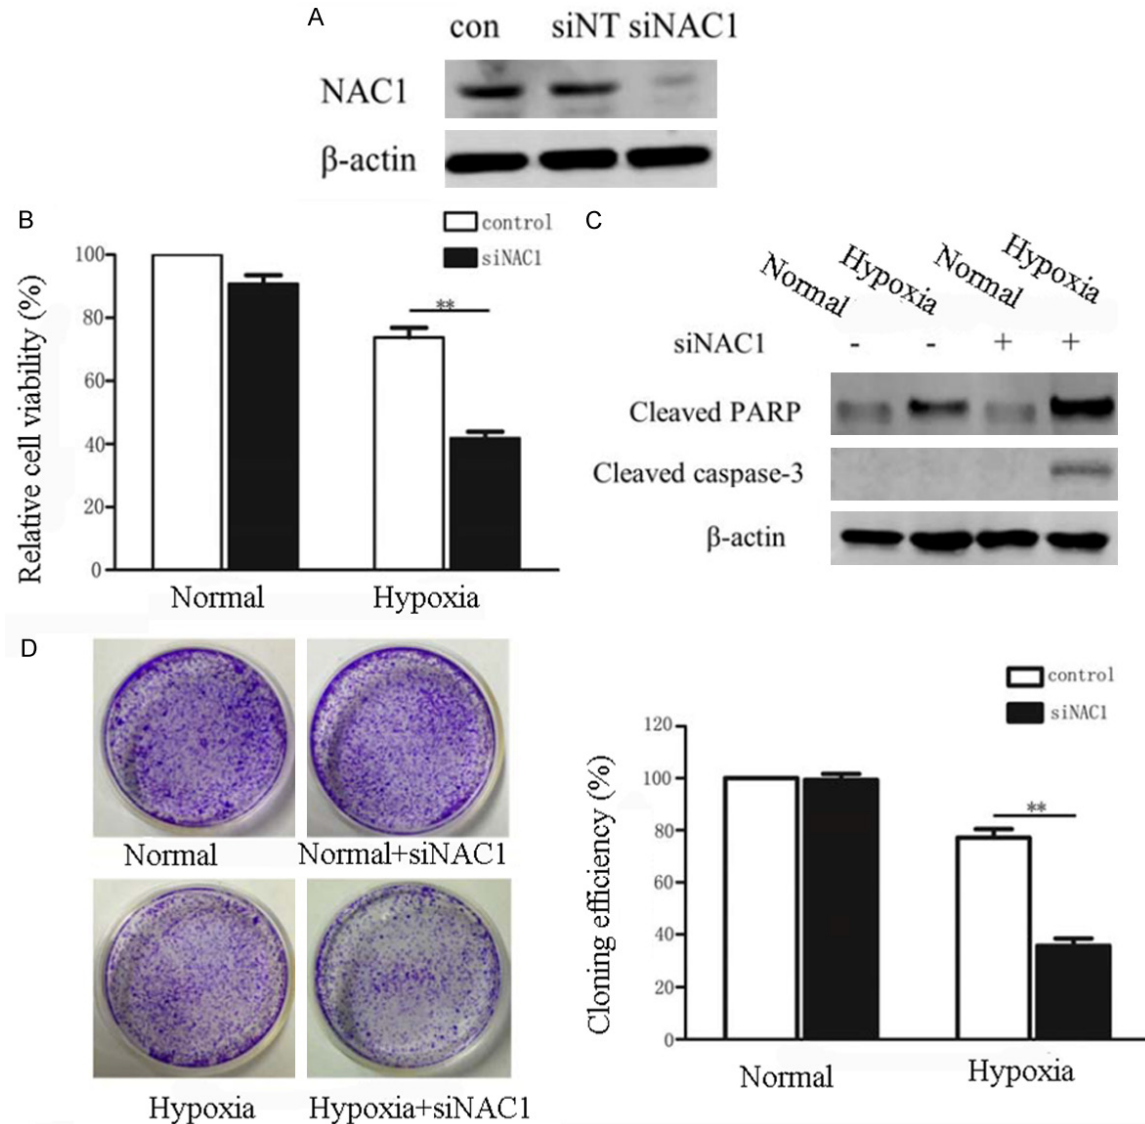 A
con siNT siNAC1
NAC1
β-actin
B
control
siNAC1
Relative cell viability (%)
100
80
60
40
20
0
**
Normal Hypoxia
C
Normal Hypoxia Normal Hypoxia
siNAC1 - - + +
Cleaved PARP
Cleaved caspase-3
β-actin
D
Normal Normal+siNAC1
Hypoxia Hypoxia+siNAC1
control
siNAC1
Cloning efficiency (%)
120
100
80
60
40
20
0
**
Normal Hypoxia